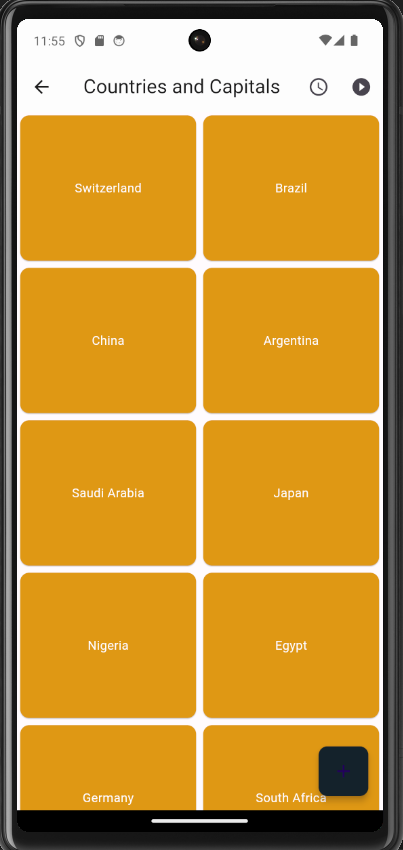 11:55
Countries and Capitals
Switzerland
Brazil
China
Argentina
Saudi Arabia
Japan
Nigeria
Egypt
Germany
South Africa
+